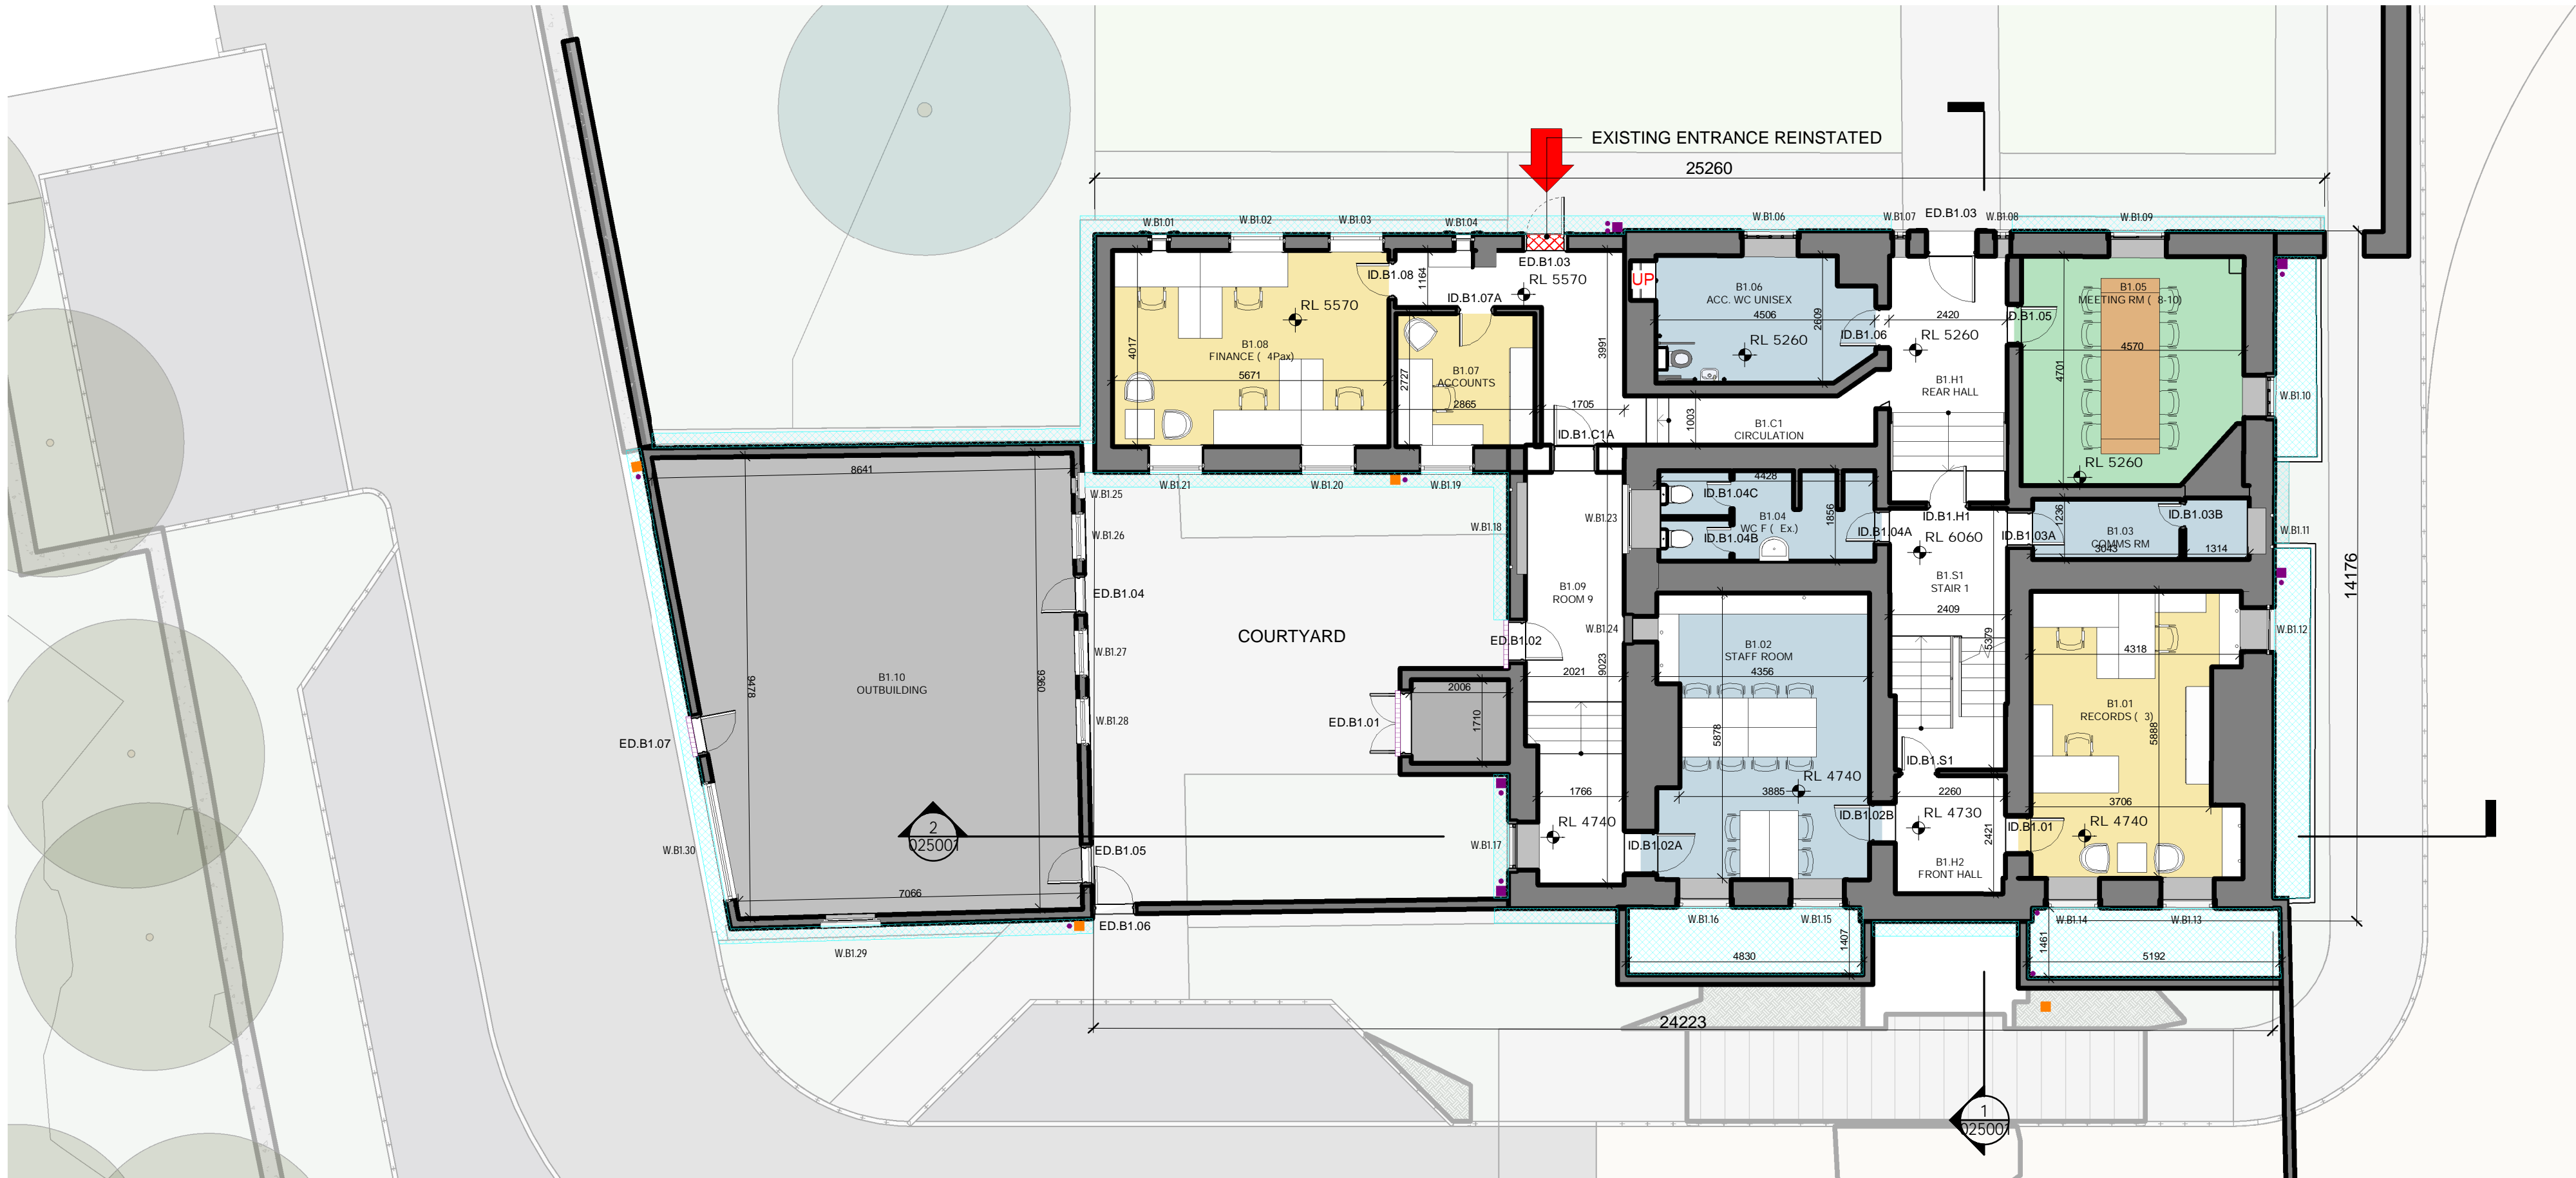 EXISTING ENTRANCE REINSTATED
25260
W.B1.01
W.B1.02
W.B1.03
W.B1.04
W.B1.06
W.B1.07
ED.B1.03
W.B1.08
W.B1.09
ID.B1.08
1164
ED.B1.03
RL 5570
ID.B1.07A
RL 5570
B1.08
FINANCE ( 4Pax)
4017
5671
2727
B1.07
ACCOUNTS
2865
1705
3991
UP
B1.06
ACC. WC UNISEX
4506
2609
RL 5260
ID.B1.06
2420
RL 5260
ID.B1.05
B1.05
MEETING RM ( 8-10)
4570
4701
RL 5260
W.B1.10
B1.H1
REAR HALL
1003
B1.C1
CIRCULATION
ID.B1.C1A
8641
W.B1.25
W.B1.21
W.B1.20
W.B1.19
W.B1.18
W.B1.23
4428
ID.B1.04C
B1.04
WC F ( Ex.)
ID.B1.04B
1856
ID.B1.04A
ID.B1.H1
RL 6060
ID.B1.03A
1236
B1.03
COMMS RM
3043
ID.B1.03B
1314
W.B1.11
W.B1.26
ED.B1.04
14176
B1.09
ROOM 9
B1.S1
STAIR 1
2409
5379
COURTYARD
ED.B1.02
W.B1.24
W.B1.12
B1.02
STAFF ROOM
4356
4318
W.B1.27
B1.10
OUTBUILDING
9478
9360
2021
9023
2006
1710
ED.B1.01
W.B1.28
ED.B1.07
5878
B1.01
RECORDS ( 3)
5888
ID.B1.S1
RL 4740
1766
3885
2260
3706
RL 4740
ID.B1.02B
RL 4730
2421
ID.B1.01
RL 4740
2
025001
W.B1.30
ED.B1.05
W.B1.17
ID.B1.02A
B1.H2
FRONT HALL
7066
ED.B1.06
W.B1.29
W.B1.16
W.B1.15
1407
4830
W.B1.14
W.B1.13
1461
5192
24223
1
025001